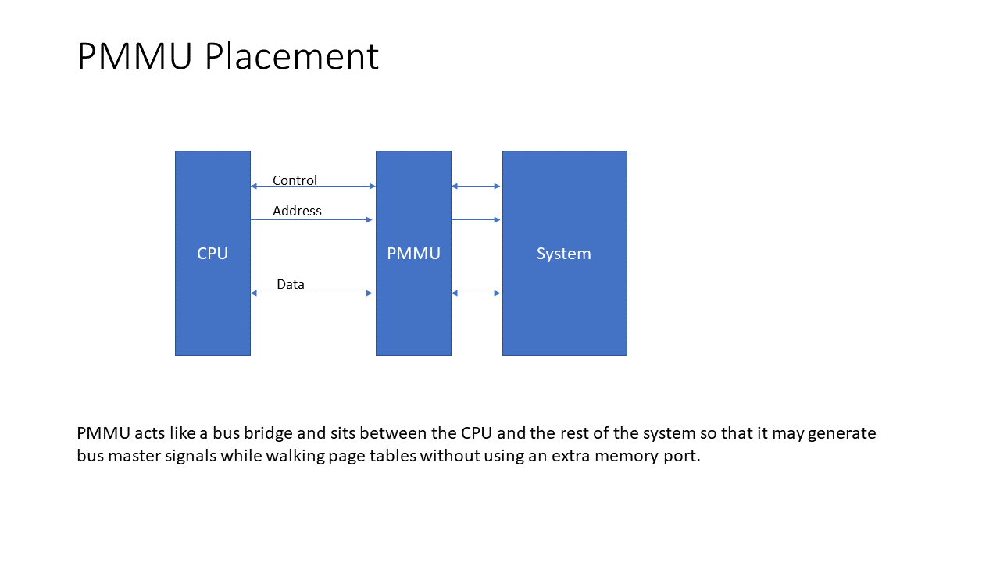 PMMU Placement
Control
Address
CPU
PMMU
System
Data
PMMU acts like a bus bridge and sits between the CPU and the rest of the system so that it may generate
bus master signals while walking page tables without using an extra memory port.